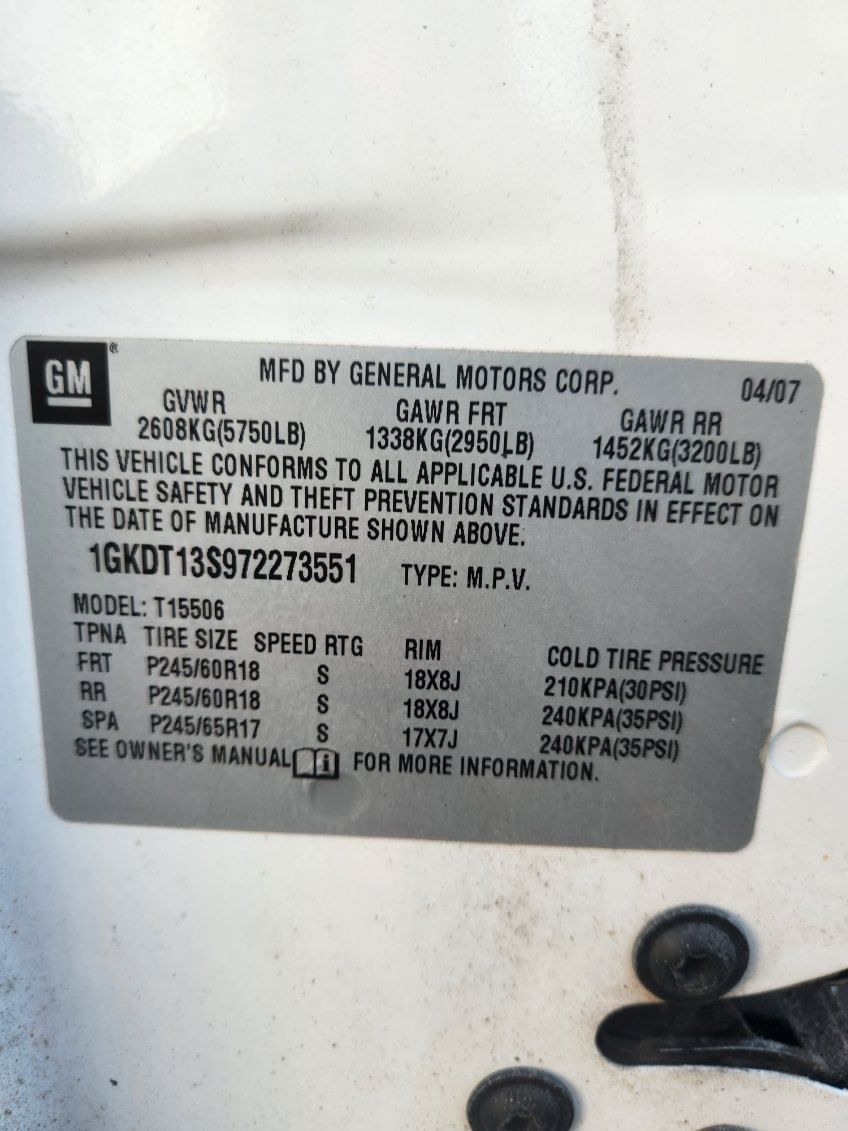 GM®
MFD BY GENERAL MOTORS CORP. 04/07
GVWR GAWR FRT GAWR RR
2608KG(5750LB) 1338KG(2950LB) 1452KG(3200LB)
THIS VEHICLE CONFORMS TO ALL APPLICABLE U.S. FEDERAL MOTOR
VEHICLE SAFETY AND THEFT PREVENTION STANDARDS IN EFFECT ON
THE DATE OF MANUFACTURE SHOWN ABOVE.
1GKDT13S972273551 TYPE: M.P.V.
MODEL: T15506
TPNA TIRE SIZE SPEED RTG RIM COLD TIRE PRESSURE
FRT P245/60R18 S 18X8J 210KPA(30PSI)
RR P245/60R18 S 18X8J 240KPA(35PSI)
SPA P245/65R17 S 17X7J 240KPA(35PSI)
SEE OWNER'S MANUAL i FOR MORE INFORMATION.